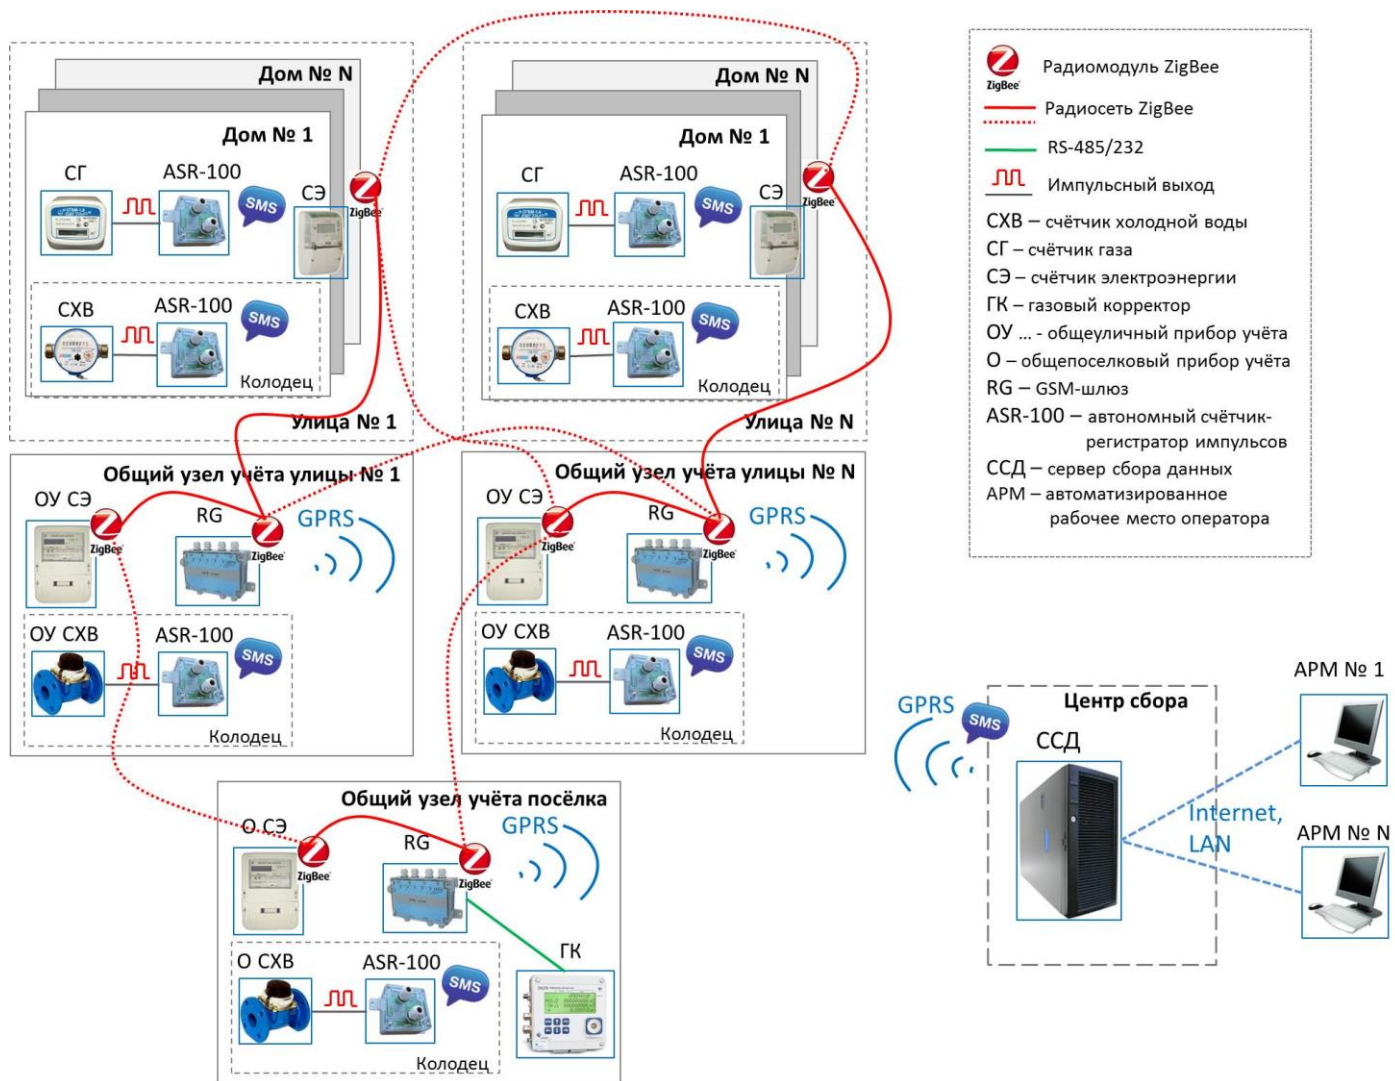 Дом № N
Дом № 1
СГ
ASR-100
SMS
СЭ
ZigBee
СХВ
ASR-100
SMS
Колодец
Улица № 1
Дом № N
Дом № 1
СГ
ASR-100
SMS
СЭ
ZigBee
СХВ
ASR-100
SMS
Колодец
Улица № N
Общий узел учёта улицы № 1
ОУ СЭ
ZigBee
RG
ZigBee
GPRS
ОУ СХВ
ASR-100
SMS
Колодец
Общий узел учёта улицы № N
ОУ СЭ
ZigBee
RG
ZigBee
GPRS
ОУ СХВ
ASR-100
SMS
Колодец
Общий узел учёта посёлка
О СЭ
ZigBee
RG
ZigBee
GPRS
О СХВ
ASR-100
SMS
ГК
Колодец
ZigBee
Радиомодуль ZigBee
Радиосеть ZigBee
RS-485/232
Импульсный выход
СХВ – счётчик холодной воды
СГ – счётчик газа
СЭ – счётчик электроэнергии
ГК – газовый корректор
ОУ ... - общеуличный прибор учёта
О – общепоселковый прибор учёта
RG – GSM-шлюз
ASR-100 – автономный счётчик-
регистратор импульсов
ССД – сервер сбора данных
АРМ – автоматизированное
рабочее место оператора
GPRS
SMS
Центр сбора
ССД
Internet,
LAN
АРМ № 1
АРМ № N